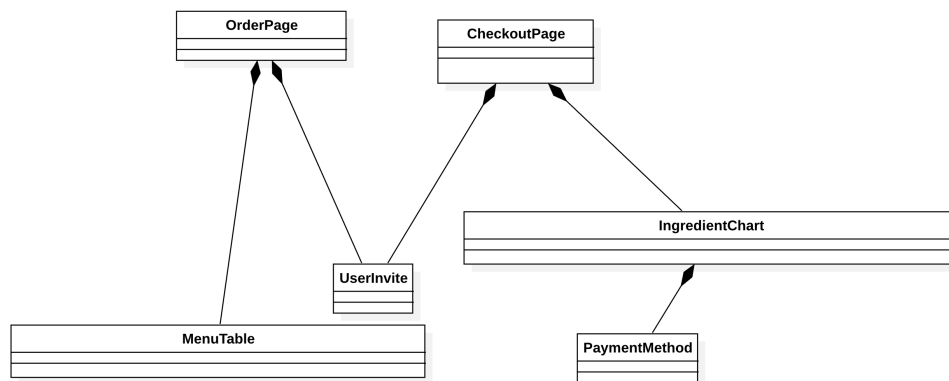 OrderPage
CheckoutPage
IngredientChart
UserInvite
MenuTable
PaymentMethod